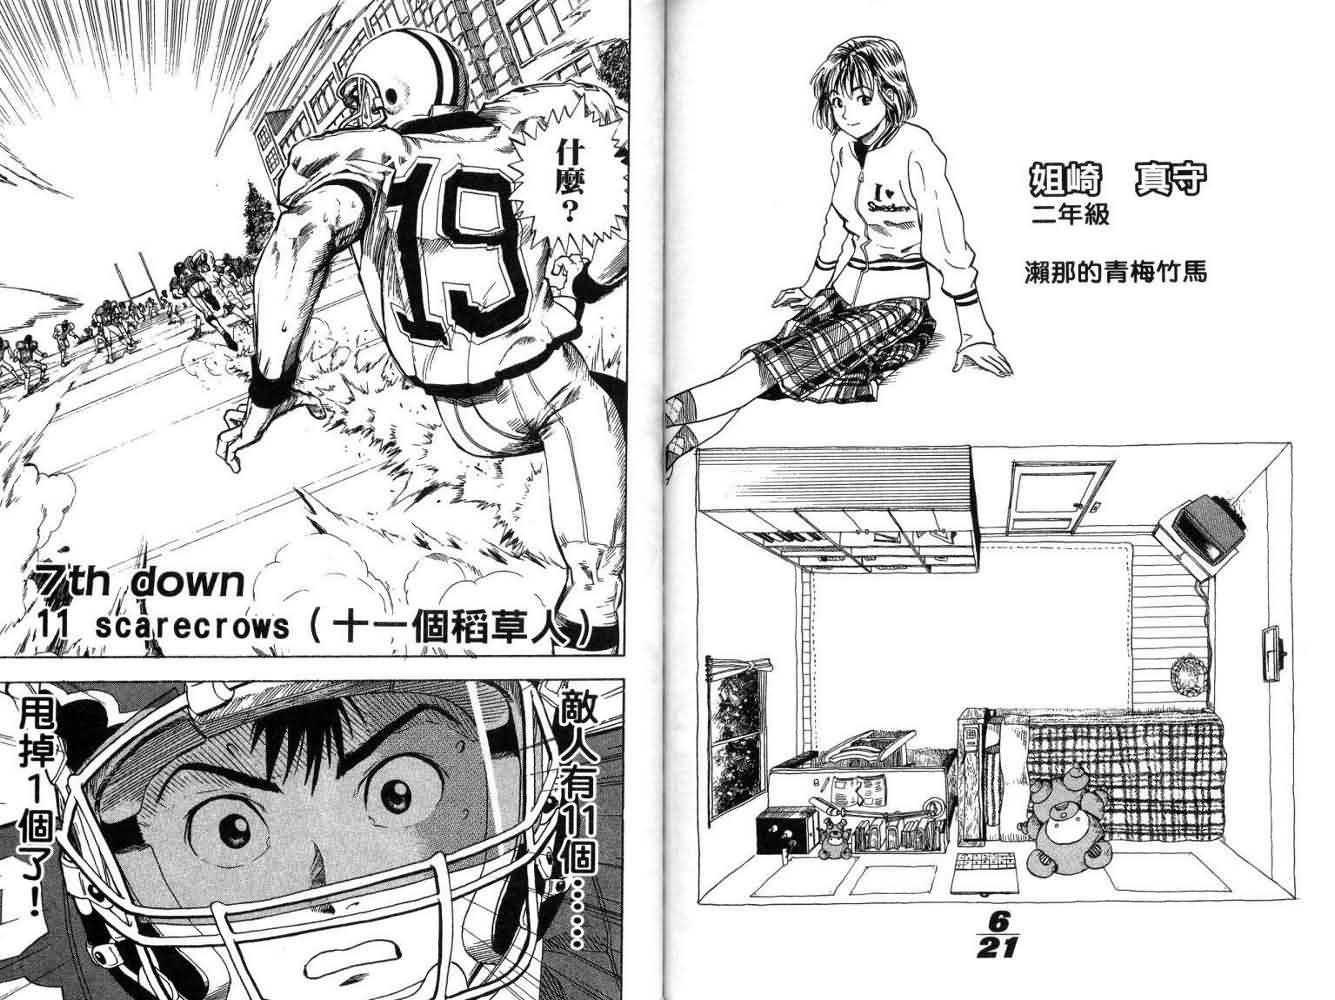 姐崎 真守
二年級
瀨那的青梅竹馬
I ♥
6
21
什麼?
19
7th down
11 scarecrows(十一個稻草人)
敵人有11個……
甩掉1個了!